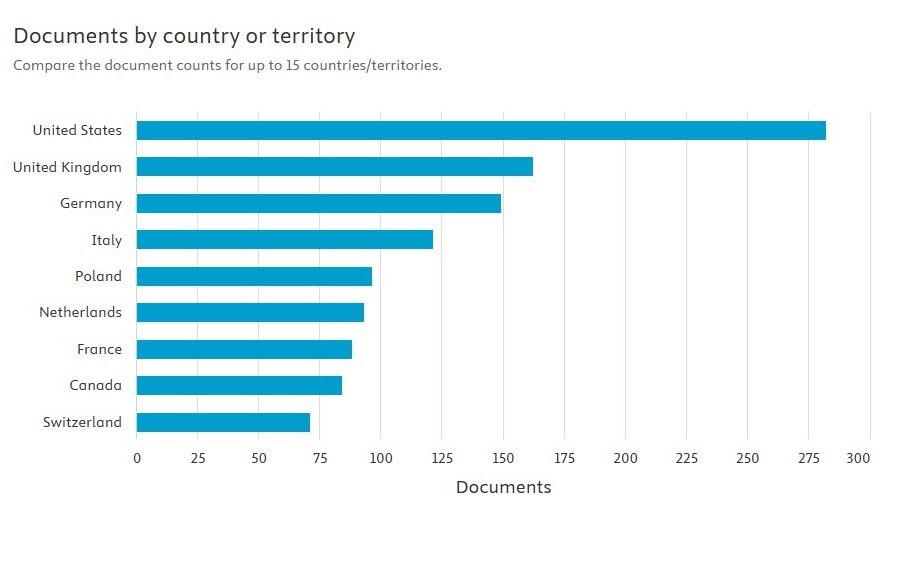 Documents by country or territory
Compare the document counts for up to 15 countries/territories.
United States
United Kingdom
Germany
Italy
Poland
Netherlands
France
Canada
Switzerland
0 25 50 75 100 125 150 175 200 225 250 275 300
Documents